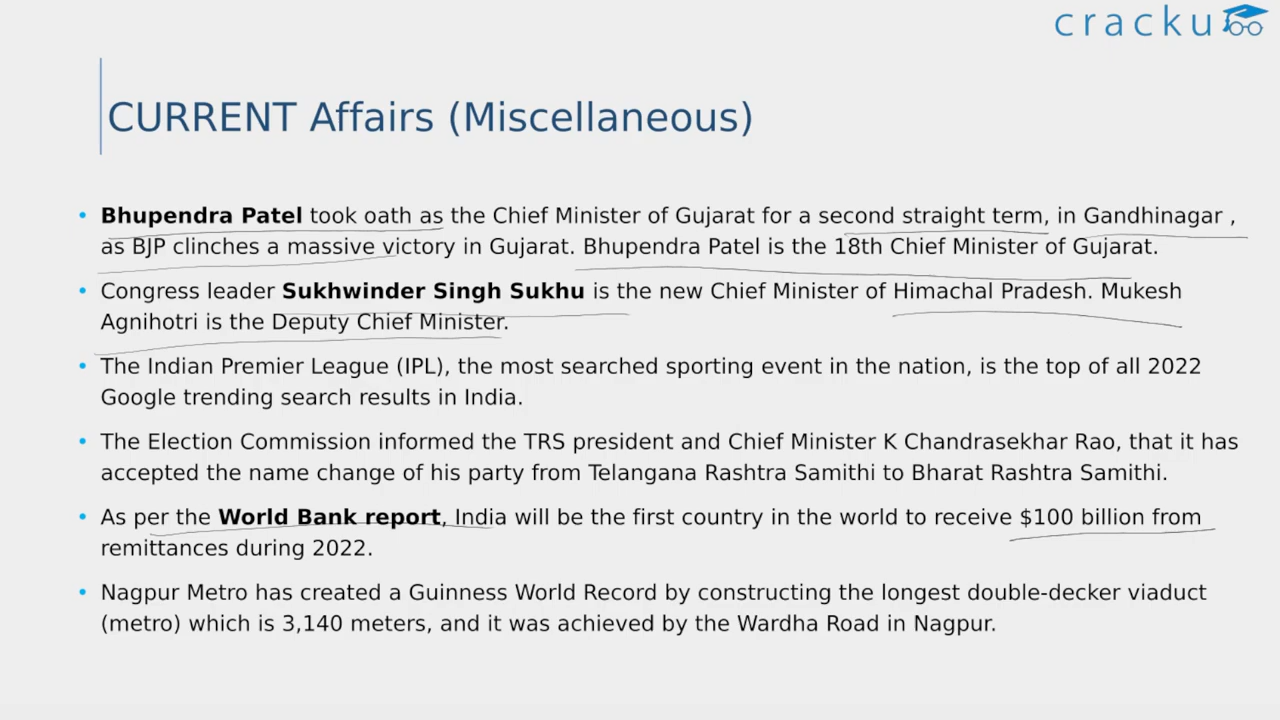 cracku
CURRENT Affairs (Miscellaneous)
• Bhupendra Patel took oath as the Chief Minister of Gujarat for a second straight term, in Gandhinagar ,
as BJP clinches a massive victory in Gujarat. Bhupendra Patel is the 18th Chief Minister of Gujarat.
• Congress leader Sukhwinder Singh Sukhu is the new Chief Minister of Himachal Pradesh. Mukesh
Agnihotri is the Deputy Chief Minister.
• The Indian Premier League (IPL), the most searched sporting event in the nation, is the top of all 2022
Google trending search results in India.
• The Election Commission informed the TRS president and Chief Minister K Chandrasekhar Rao, that it has
accepted the name change of his party from Telangana Rashtra Samithi to Bharat Rashtra Samithi.
• As per the World Bank report, India will be the first country in the world to receive $100 billion from
remittances during 2022.
• Nagpur Metro has created a Guinness World Record by constructing the longest double-decker viaduct
(metro) which is 3,140 meters, and it was achieved by the Wardha Road in Nagpur.